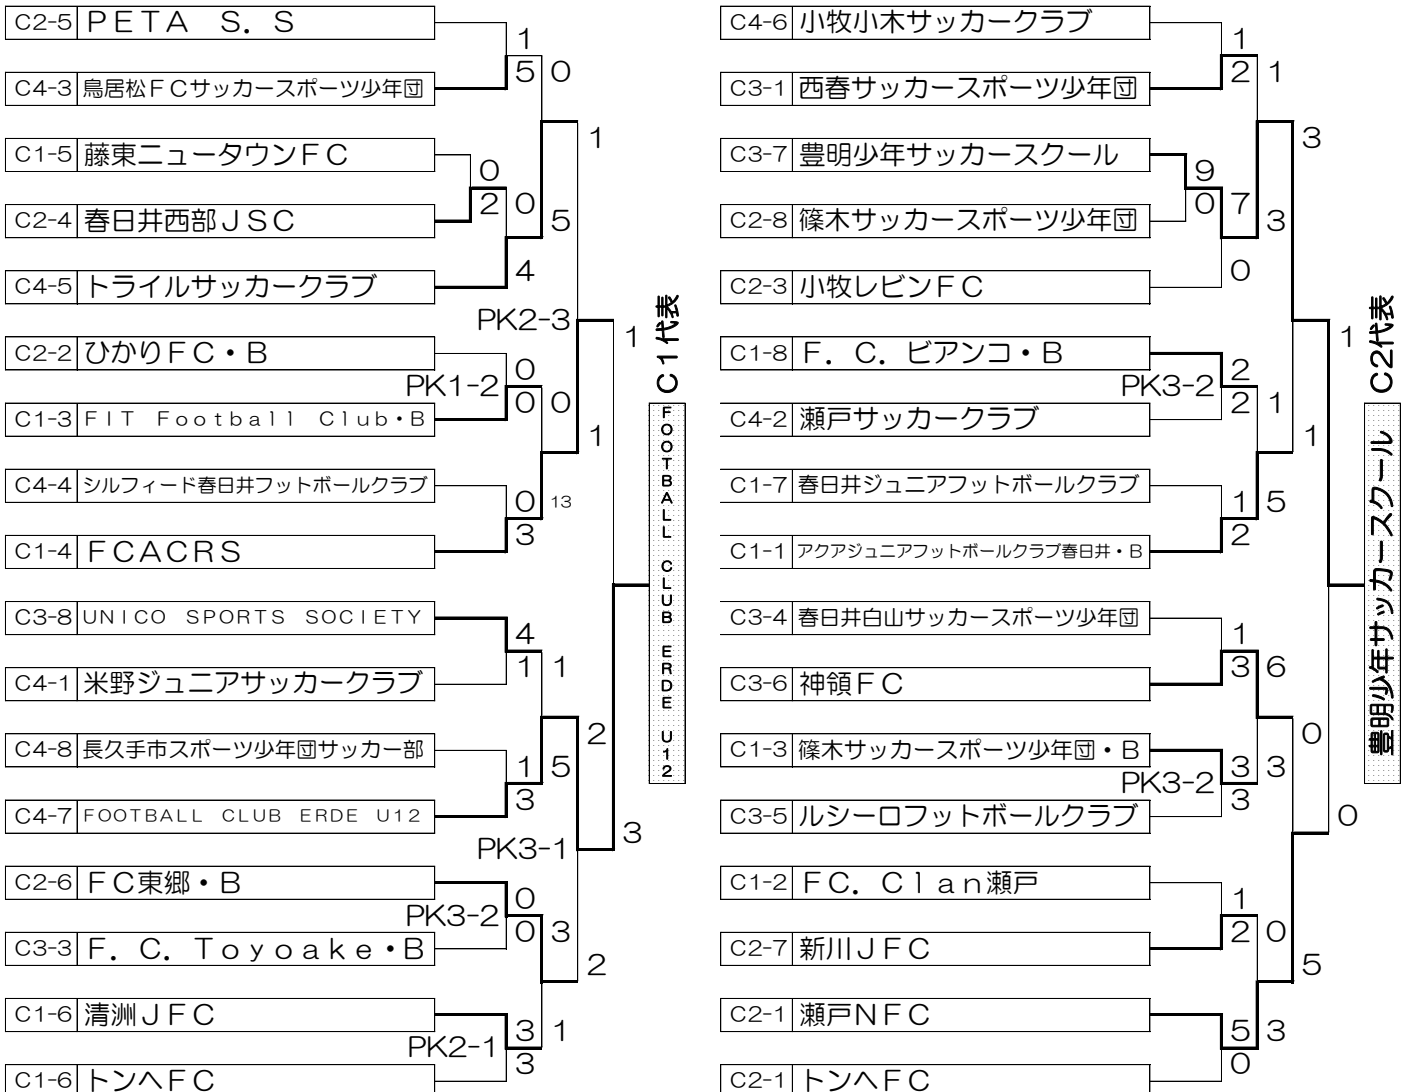 C2-5 PETA S．S
1
5 0
C4-3 鳥居松ＦＣサッカースポーツ少年団
1
C1-5 藤東ニュータウンＦＣ
0
2 0 5
C2-4 春日井西部ＪＳＣ
4
C4-5 トライルサッカークラブ
PK2-3
1
C2-2 ひかりＦＣ・Ｂ
0
PK1-2
0 0
C1-3 FIT Football Club・B
1
C4-4 シルフィード春日井フットボールクラブ
0 13
3
C1-4 ＦＣＡＣＲＳ
C3-8 UNICO SPORTS SOCIETY
4
1 1
C4-1 米野ジュニアサッカークラブ
2
C4-8 長久手市スポーツ少年団サッカー部
1 5
3
C4-7 FOOTBALL CLUB ERDE U12
3
PK3-1
C2-6 ＦＣ東郷・Ｂ
0
PK3-2
0 3
C3-3 Ｆ．Ｃ．Ｔｏｙｏａｋｅ・Ｂ
2
C1-6 清洲ＪＦＣ
3 1
PK2-1
3
C1-6 トンヘＦＣ
C1代表
FOOTBALL CLUB ERDE U12
C4-6 小牧小木サッカークラブ
1
2 1
C3-1 西春サッカースポーツ少年団
3
C3-7 豊明少年サッカースクール
9
0 7 3
C2-8 篠木サッカースポーツ少年団
0
C2-3 小牧レビンＦＣ
1
C1-8 Ｆ．Ｃ．ビアンコ・Ｂ
2
PK3-2
2 1
C4-2 瀬戸サッカークラブ
1
C1-7 春日井ジュニアフットボールクラブ
1 5
2
C1-1 アクアジュニアフットボールクラブ春日井・Ｂ
C3-4 春日井白山サッカースポーツ少年団
1
3 6
C3-6 神領ＦＣ
0
C1-3 篠木サッカースポーツ少年団・Ｂ
3 3
PK3-2
3
C3-5 ルシーロフットボールクラブ
0
C1-2 ＦＣ．Ｃｌａｎ瀬戸
1
2 0
C2-7 新川ＪＦＣ
5
C2-1 瀬戸ＮＦＣ
5 3
0
C2-1 トンヘＦＣ
C2代表
豊明少年サッカースクール